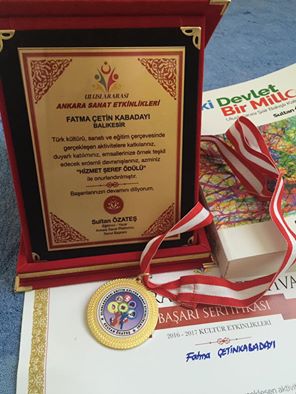 ULUSLARARASI
ANKARA SANAT ETKİNLİKLERİ
FATMA ÇETİN KABADAYI
BALIKESİR
Türk kültürü, sanatı ve eğitim çerçevesinde
gerçekleşen aktivitelere katkılarınız,
duyarlı katılımınız, emsallerinize örnek teşkil
edecek erdemli davranışlarınız, azminiz
"HİZMET ŞEREF ÖDÜLÜ"
ile onurlandırılmıştır.
Başarılarınızın devamını diliyorum.
Sultan ÖZATEŞ
ki Devlet
Bir Mill
Sultan
BAŞARI SERTİFİKASI
2016 - 2017 KÜLTÜR ETKİNLİKLERİ
Fatma ÇETİNKABADAYI